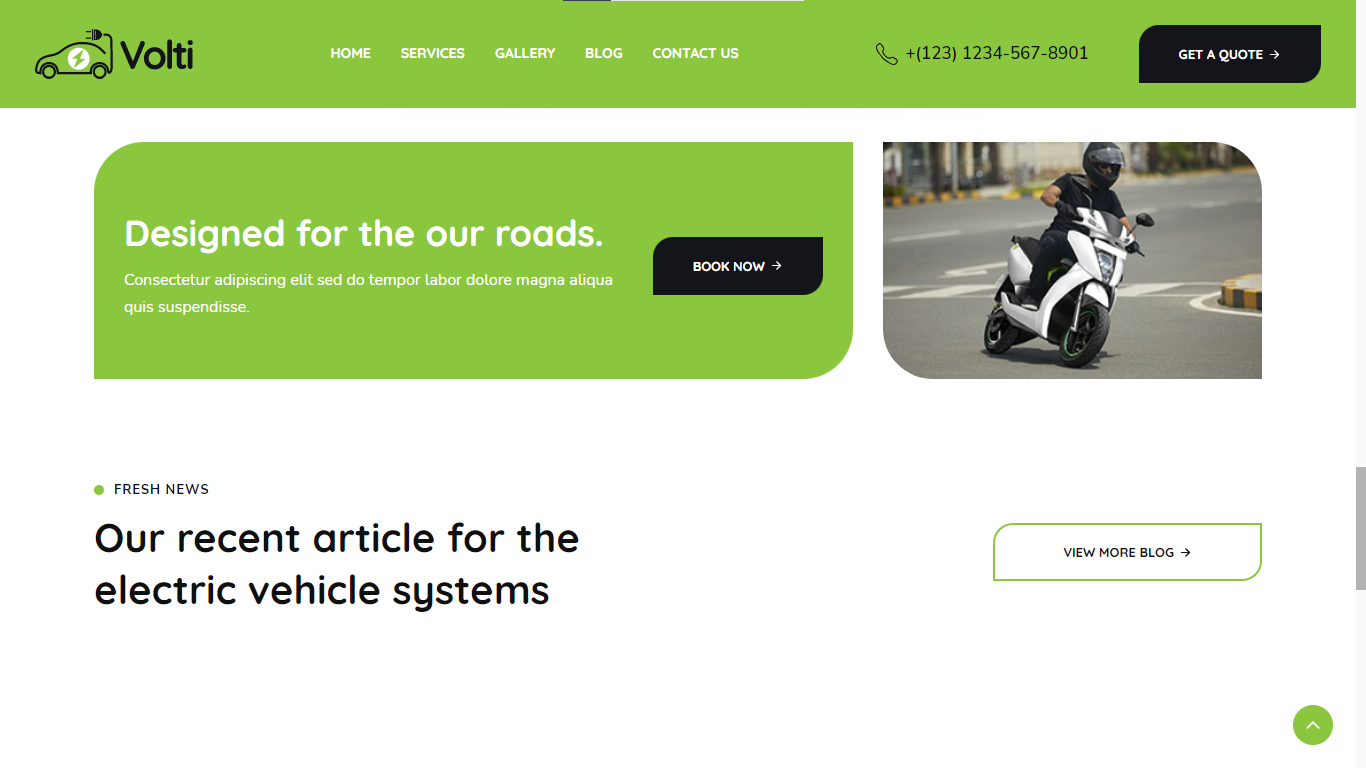 Volti
HOME SERVICES GALLERY BLOG CONTACT US
+(123) 1234-567-8901
GET A QUOTE →
Designed for the our roads.
Consectetur adipiscing elit sed do tempor labor dolore magna aliqua
quis suspendisse.
BOOK NOW →
FRESH NEWS
Our recent article for the
electric vehicle systems
VIEW MORE BLOG →